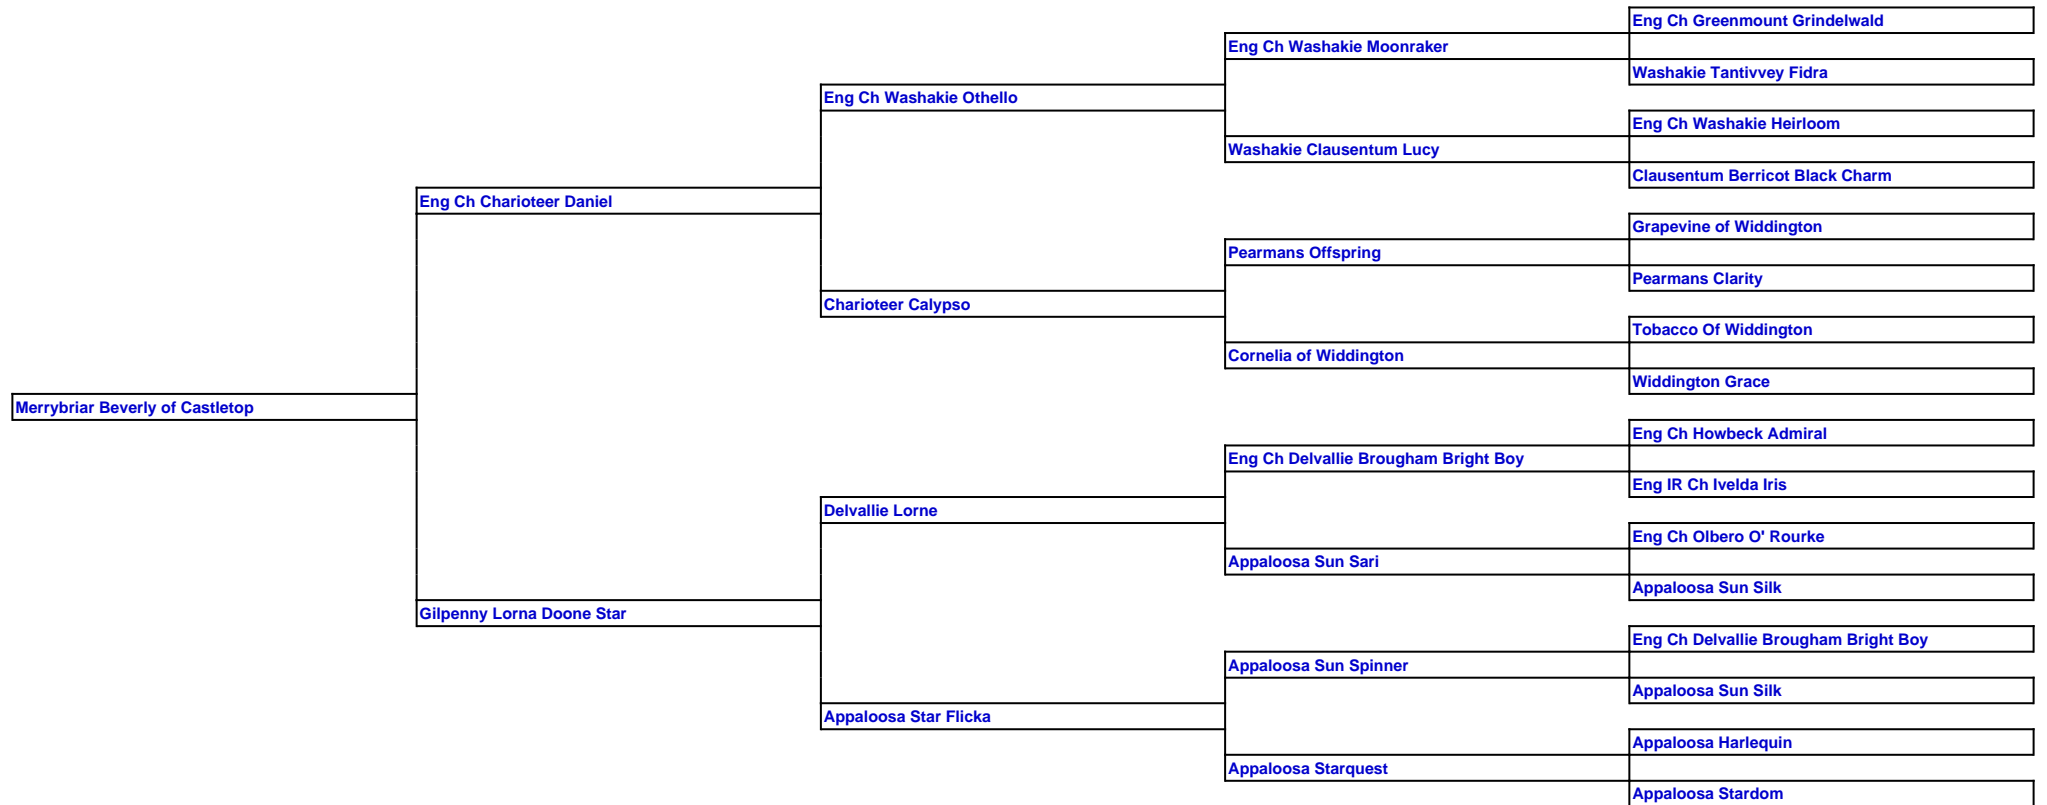 Eng Ch Greenmount Grindelwald
Eng Ch Washakie Moonraker
Washakie Tantivvey Fidra
Eng Ch Washakie Othello
Eng Ch Washakie Heirloom
Washakie Clausentum Lucy
Clausentum Berricot Black Charm
Eng Ch Charioteer Daniel
Grapevine of Widdington
Pearmans Offspring
Pearmans Clarity
Charioteer Calypso
Tobacco Of Widdington
Cornelia of Widdington
Widdington Grace
Merrybriar Beverly of Castletop
Eng Ch Howbeck Admiral
Eng Ch Delvallie Brougham Bright Boy
Eng IR Ch Ivelda Iris
Delvallie Lorne
Eng Ch Olbero O' Rourke
Appaloosa Sun Sari
Appaloosa Sun Silk
Gilpenny Lorna Doone Star
Eng Ch Delvallie Brougham Bright Boy
Appaloosa Sun Spinner
Appaloosa Sun Silk
Appaloosa Star Flicka
Appaloosa Harlequin
Appaloosa Starquest
Appaloosa Stardom